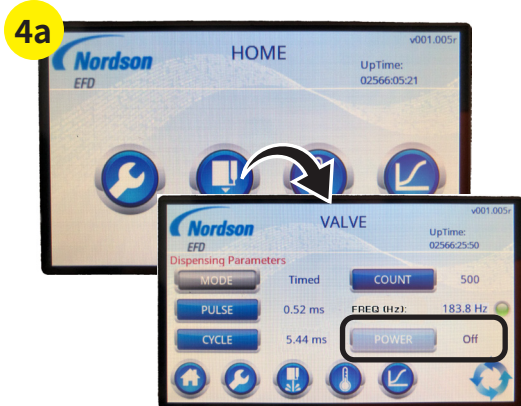 4a
Nordson
EFD
HOME
v001.005r
UpTime:
02566:05:21
Nordson
EFD
VALVE
v001.005r
UpTime:
02566:25:50
Dispensing Parameters
MODE Timed COUNT 500
PULSE 0.52 ms FREQ (Hz): 183.8 Hz
CYCLE 5.44 ms POWER Off